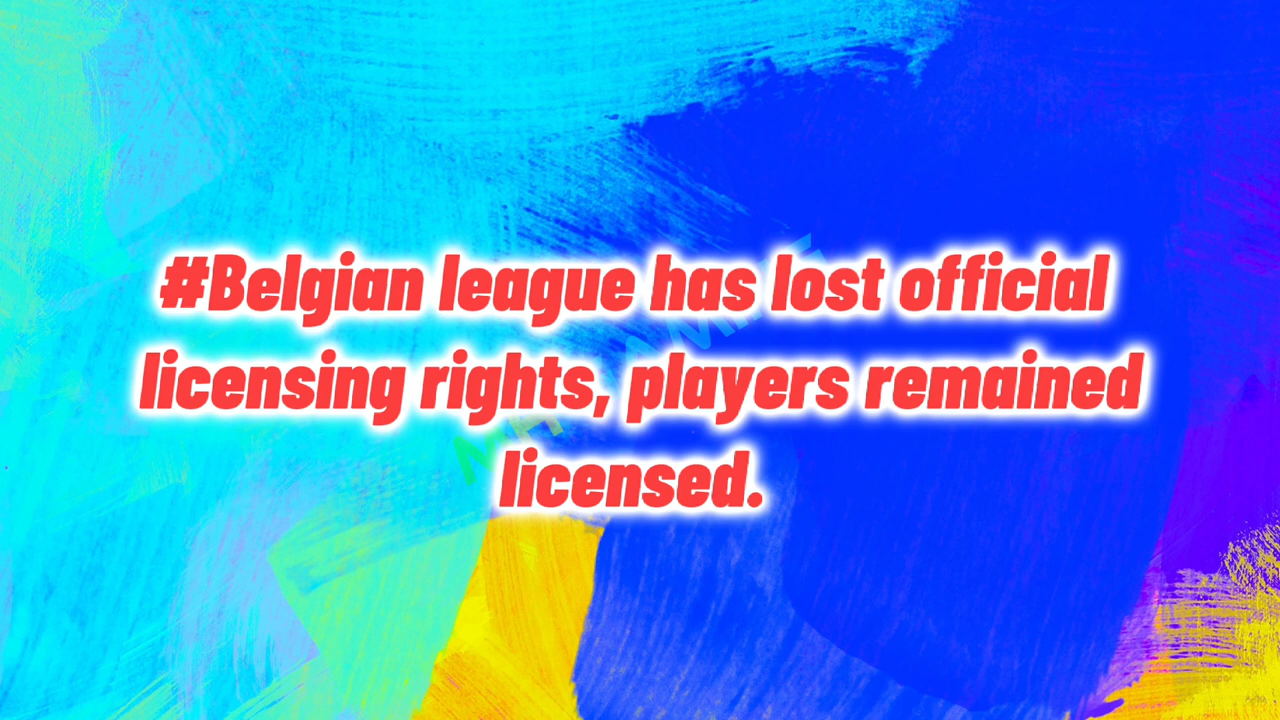 #Belgian league has lost official
licensing rights, players remained
licensed.